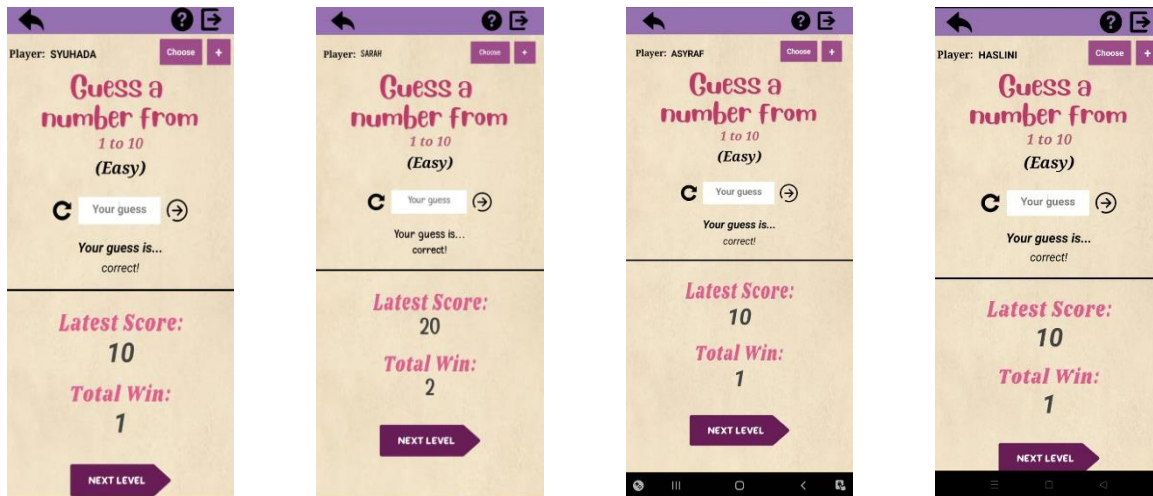 Player: SYUHADA
Choose
+
Guess a
number from
1 to 10
(Easy)
Your guess
Your guess is...
correct!
Latest Score:
10
Total Win:
1
NEXT LEVEL
Player: SARAH
Choose
+
Guess a
number from
1 to 10
(Easy)
Your guess
Your guess is...
correct!
Latest Score:
20
Total Win:
2
NEXT LEVEL
Player: ASYRAF
Choose
+
Guess a
number from
1 to 10
(Easy)
Your guess
Your guess is...
correct!
Latest Score:
10
Total Win:
1
NEXT LEVEL
Player: HASLINI
Choose
+
Guess a
number from
1 to 10
(Easy)
Your guess
Your guess is...
correct!
Latest Score:
10
Total Win:
1
NEXT LEVEL